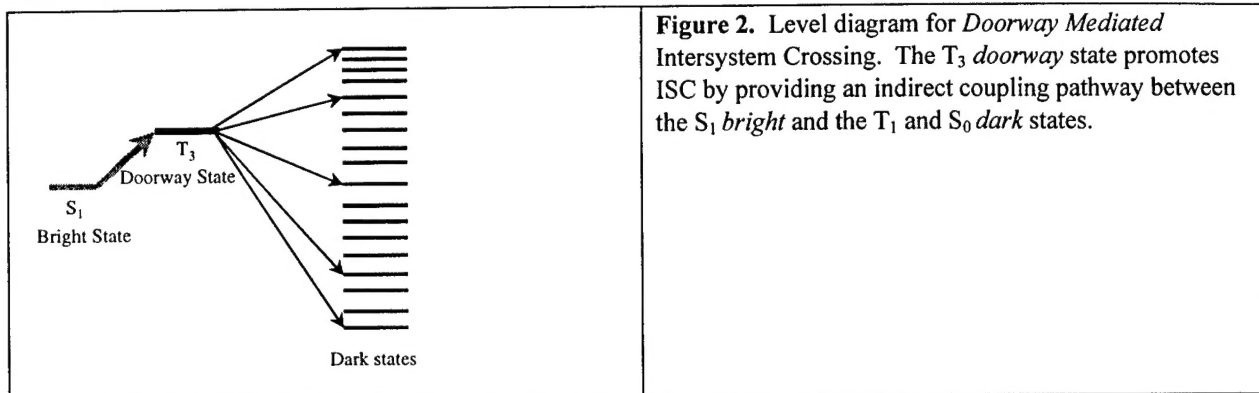 T₃
Doorway State
S₁
Bright State
Dark states
Figure 2. Level diagram for Doorway Mediated
Intersystem Crossing. The T₃ doorway state promotes
ISC by providing an indirect coupling pathway between
the S₁ bright and the T₁ and S₀ dark states.